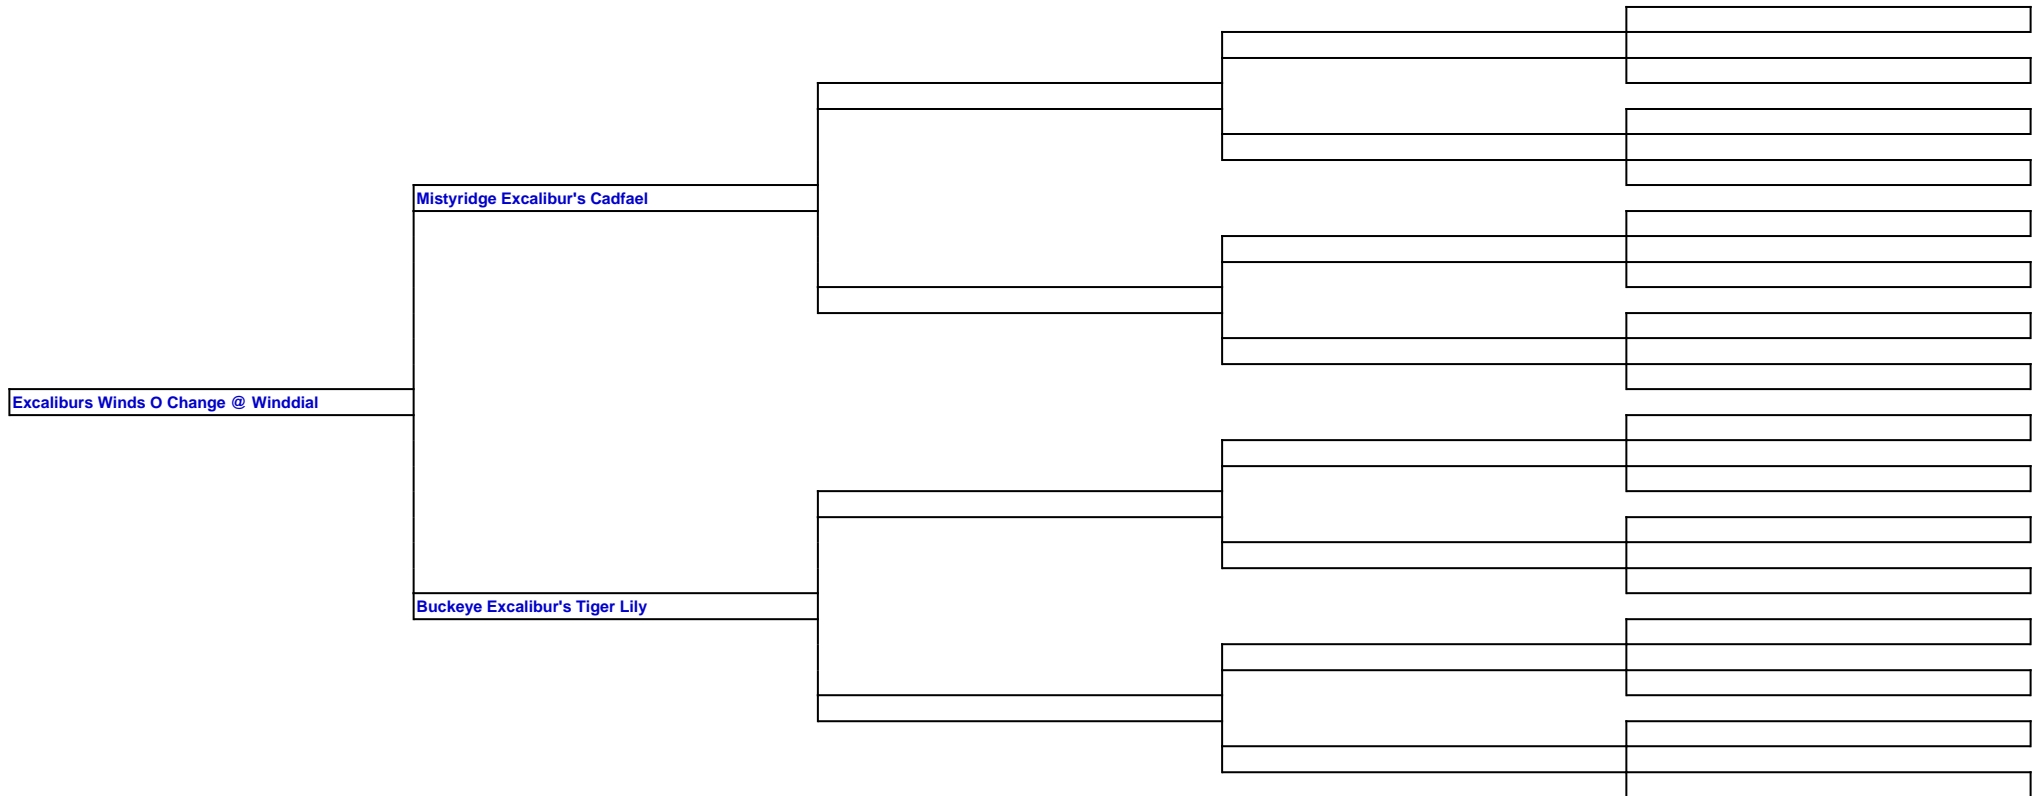 Mistyridge Excalibur's Cadfael
Excaliburs Winds O Change @ Winddial
Buckeye Excalibur's Tiger Lily